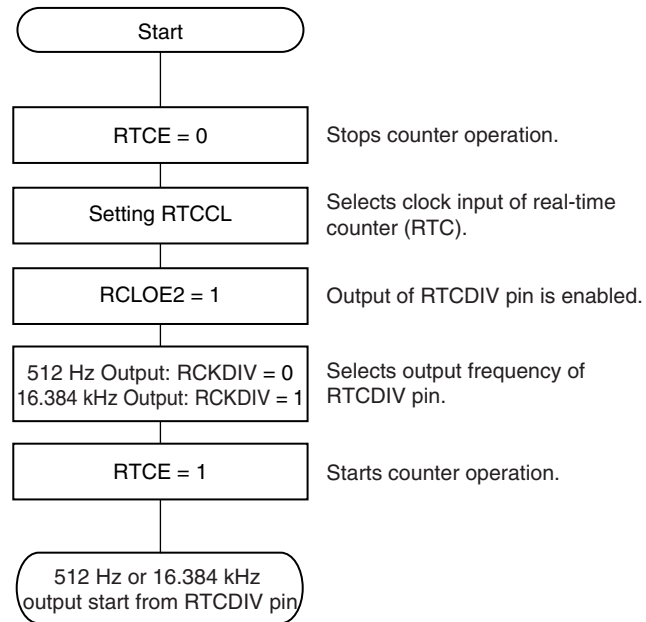 Start
RTCE = 0
Stops counter operation.
Setting RTCCL
Selects clock input of real-time
counter (RTC).
RCLOE2 = 1
Output of RTCDIV pin is enabled.
512 Hz Output: RCKDIV = 0
16.384 kHz Output: RCKDIV = 1
Selects output frequency of
RTCDIV pin.
RTCE = 1
Starts counter operation.
512 Hz or 16.384 kHz
output start from RTCDIV pin